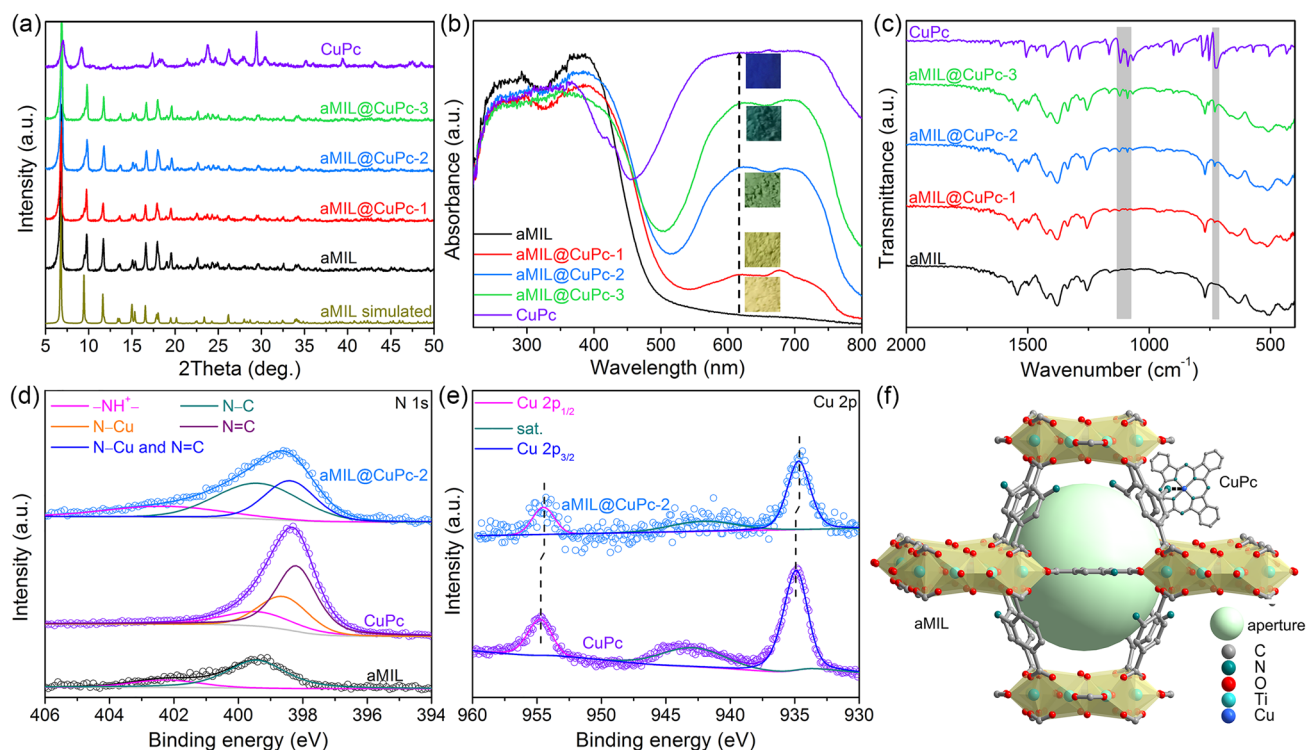 (a)
CuPc
aMIL@CuPc-3
aMIL@CuPc-2
aMIL@CuPc-1
aMIL
aMIL simulated
Intensity (a.u.)
5 10 15 20 25 30 35 40 45 50
2Theta (deg.)
(b)
Absorbance (a.u.)
aMIL
aMIL@CuPc-1
aMIL@CuPc-2
aMIL@CuPc-3
CuPc
300 400 500 600 700 800
Wavelength (nm)
(c)
CuPc
aMIL@CuPc-3
aMIL@CuPc-2
aMIL@CuPc-1
aMIL
Transmittance (a.u.)
2000 1500 1000 500
Wavenumber (cm⁻¹)
(d)
N 1s
–NH⁺–
N–C
N–Cu
N=C
N–Cu and N=C
aMIL@CuPc-2
CuPc
aMIL
Intensity (a.u.)
406 404 402 400 398 396 394
Binding energy (eV)
(e)
Cu 2p
Cu 2p₁/₂
sat.
Cu 2p₃/₂
aMIL@CuPc-2
CuPc
Intensity (a.u.)
960 955 950 945 940 935 930
Binding energy (eV)
(f)
CuPc
aMIL
aperture
C
N
O
Ti
Cu